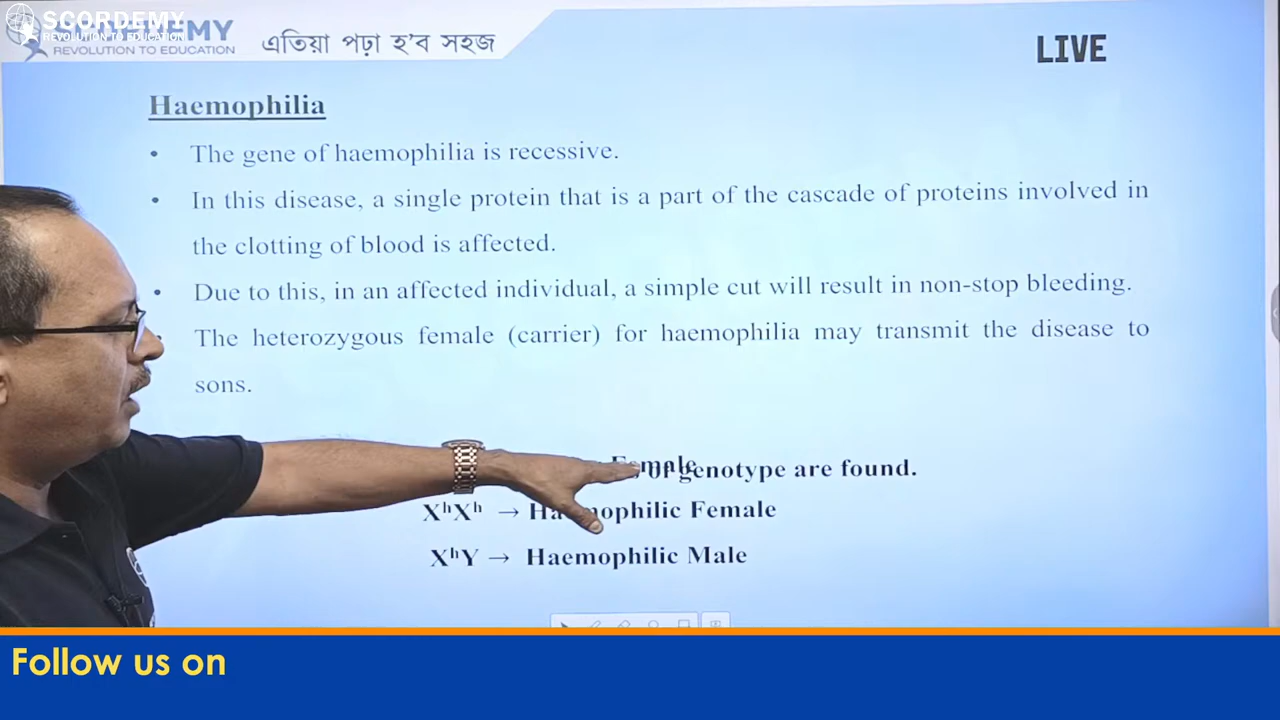 SCORDEMY
REVOLUTION TO EDUCATION
এতিয়া পঢ়া হ'ব সহজ
LIVE
Haemophilia
• The gene of haemophilia is recessive.
• In this disease, a single protein that is a part of the cascade of proteins involved in
the clotting of blood is affected.
• Due to this, in an affected individual, a simple cut will result in non-stop bleeding.
The heterozygous female (carrier) for haemophilia may transmit the disease to
sons.
Female
of genotype are found.
XʰXʰ → Haemophilic Female
XʰY → Haemophilic Male
Follow us on